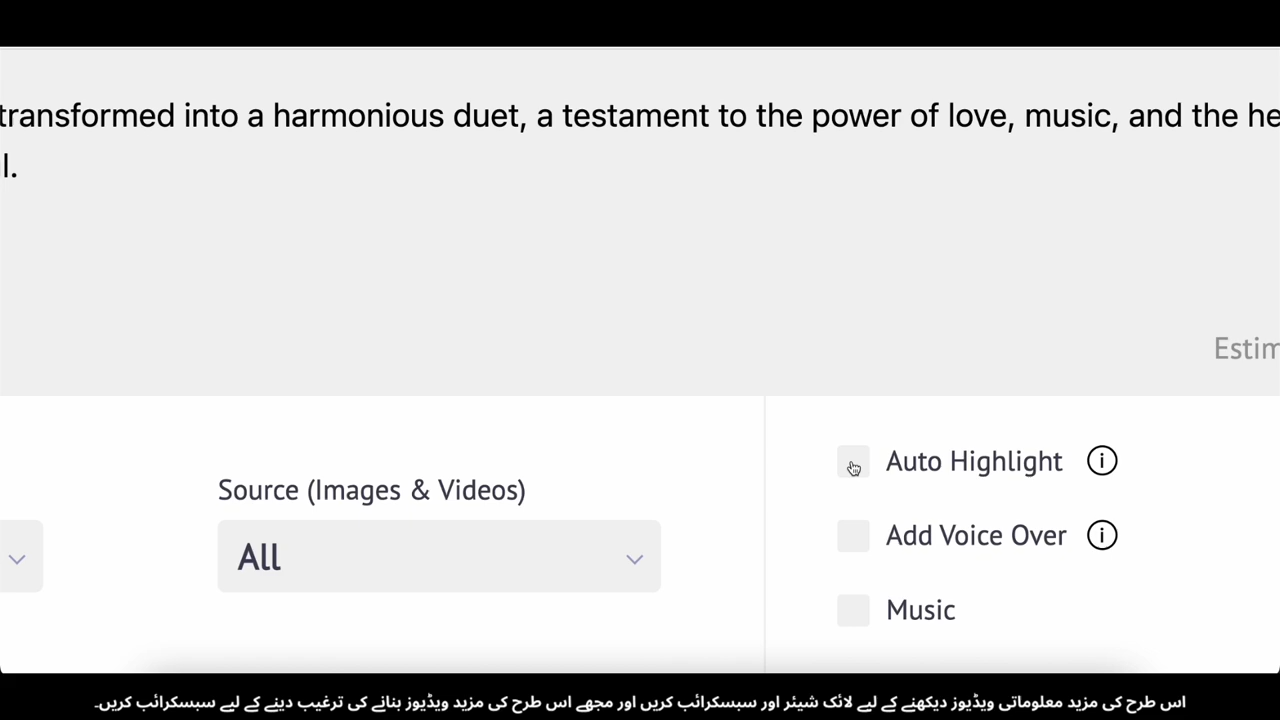 transformed into a harmonious duet, a testament to the power of love, music, and the he
l.
Estim
Source (Images & Videos)
All
Auto Highlight
Add Voice Over
Music
اس طرح کی مزید معلوماتی ویڈیوز دیکھنے کے لیے لائک شیئر اور سبسکرائب کریں اور مجھے اس طرح کی مزید ویڈیوز بنانے کی ترغیب دینے کے لیے سبسکرائب کریں۔